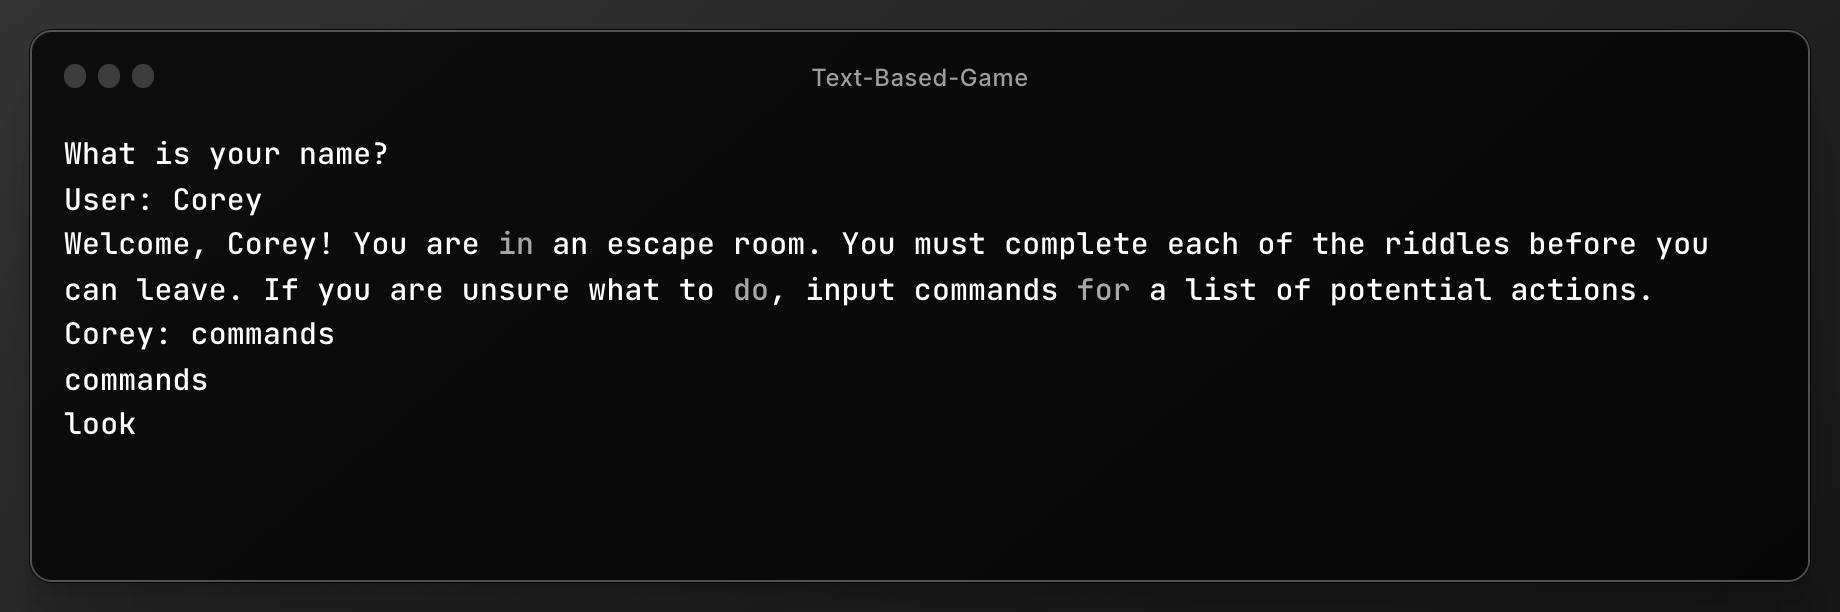 Text-Based-Game
What is your name?
User: Corey
Welcome, Corey! You are in an escape room. You must complete each of the riddles before you
can leave. If you are unsure what to do, input commands for a list of potential actions.
Corey: commands
commands
look